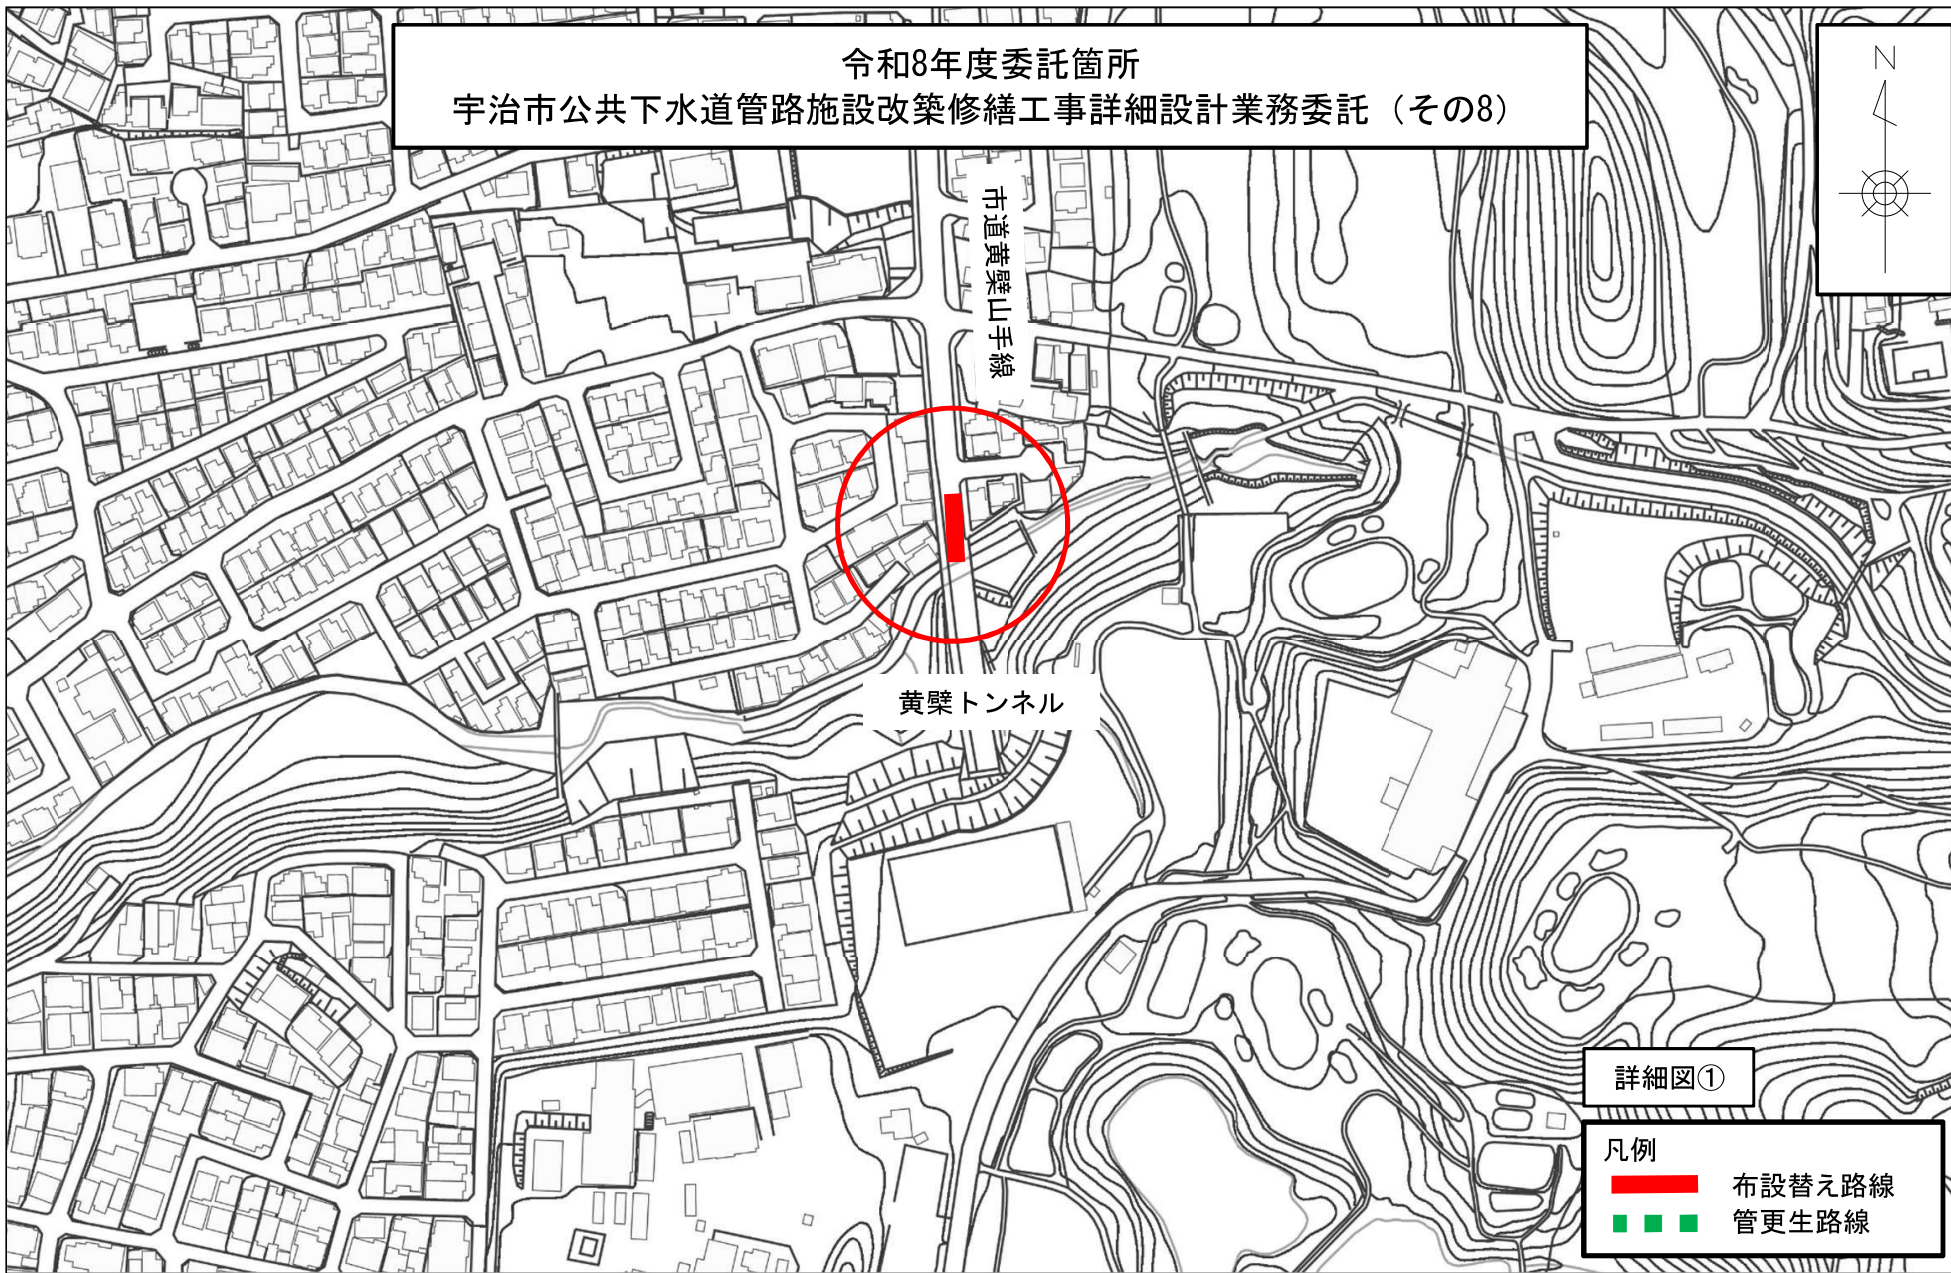 令和8年度委託箇所
宇治市公共下水道管路施設改築修繕工事詳細設計業務委託（その8）
N
市道黄檗山手線
黄檗トンネル
詳細図①
凡例
布設替え路線
管更生路線